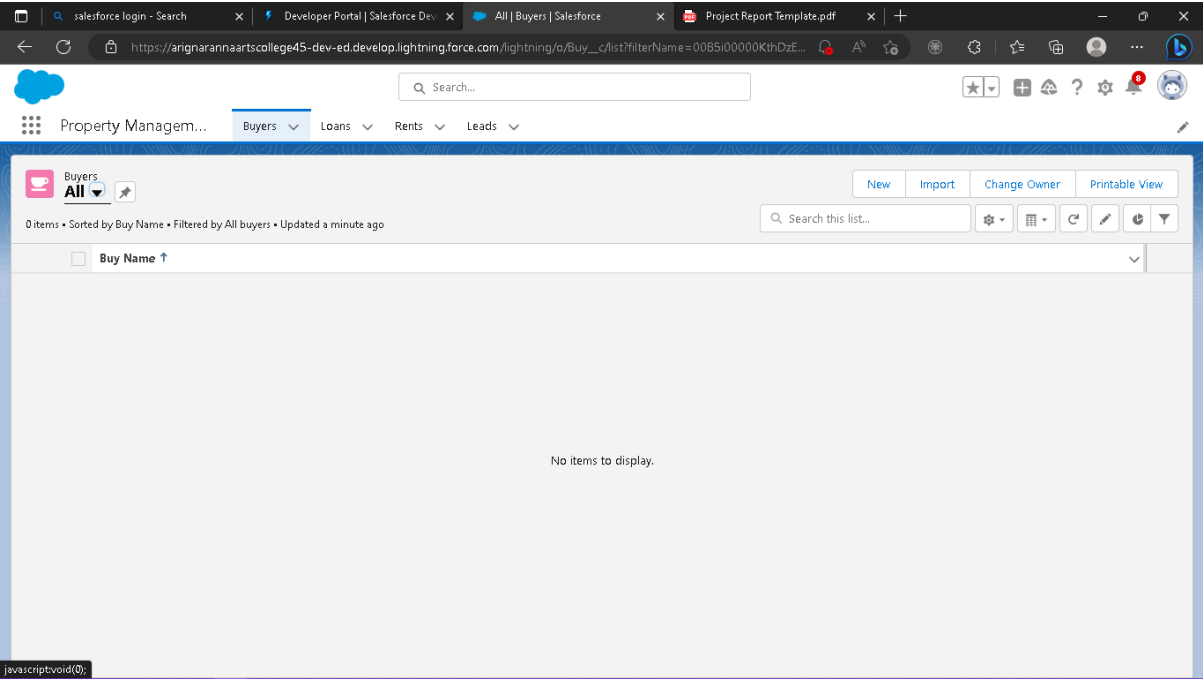 salesforce login - Search
Developer Portal | Salesforce Dev
All | Buyers | Salesforce
Project Report Template.pdf
https://arignarannaartscollege45-dev-ed.develop.lightning.force.com/lightning/o/Buy__c/list?filterName=00B5i00000KthDzE...
Search...
8
Property Managem...
Buyers
Loans
Rents
Leads
Buyers
All
New
Import
Change Owner
Printable View
0 items • Sorted by Buy Name • Filtered by All buyers • Updated a minute ago
Search this list...
Buy Name ↑
No items to display.
javascript:void(0);